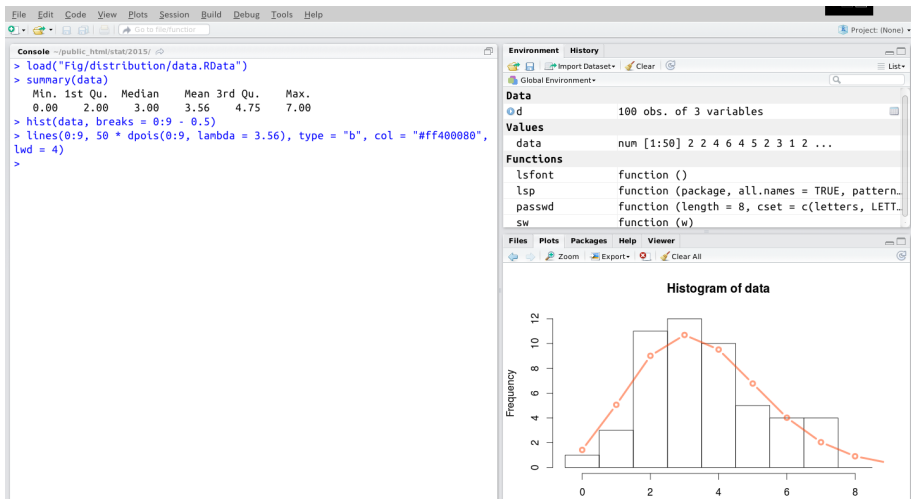 File Edit Code View Plots Session Build Debug Tools Help
Go to file/function
Project: (None)
Console ~/public_html/stat/2015/
> load("Fig/distribution/data.RData")
> summary(data)
Min. 1st Qu. Median Mean 3rd Qu. Max.
0.00 2.00 3.00 3.56 4.75 7.00
> hist(data, breaks = 0:9 - 0.5)
> lines(0:9, 50 * dpois(0:9, lambda = 3.56), type = "b", col = "#ff400080",
lwd = 4)
>
Environment History
Import Dataset Clear List
Global Environment
Data
d 100 obs. of 3 variables
Values
data num [1:50] 2 2 4 6 4 5 2 3 1 2 ...
Functions
lsfont function ()
lsp function (package, all.names = TRUE, pattern…
passwd function (length = 8, cset = c(letters, LETT…
sw function (w)
Files Plots Packages Help Viewer
Zoom Export Clear All
Histogram of data
Frequency
12
10
8
6
4
2
0
0 2 4 6 8